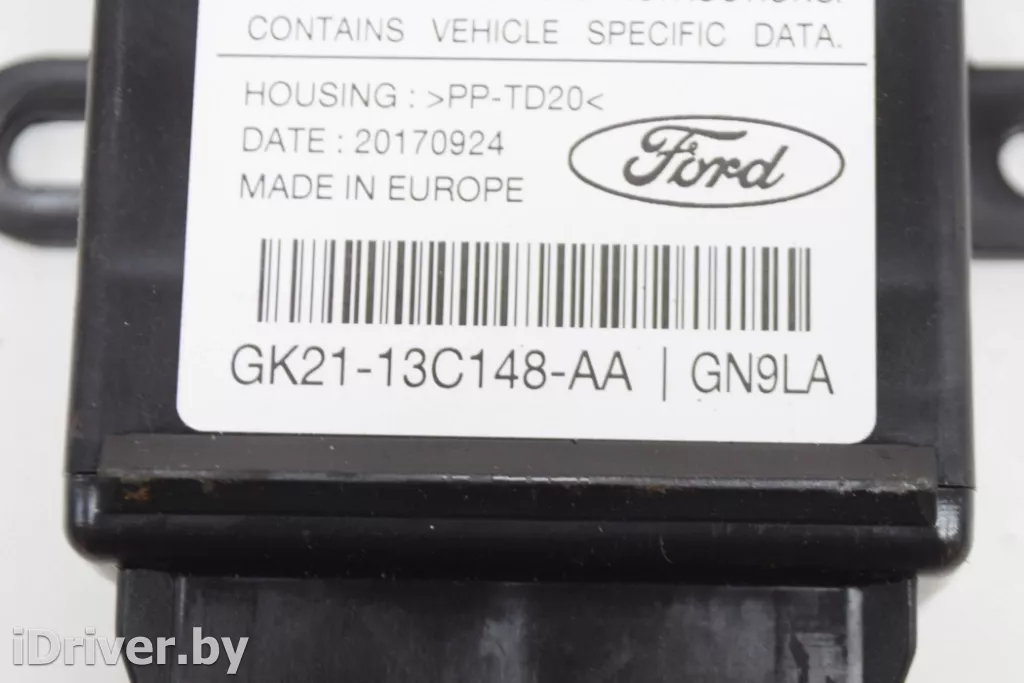 INSTRUCTIONS.
CONTAINS VEHICLE SPECIFIC DATA.
HOUSING : >PP-TD20<
DATE : 20170924
MADE IN EUROPE
Ford
GK21-13C148-AA | GN9LA
iDriver.by